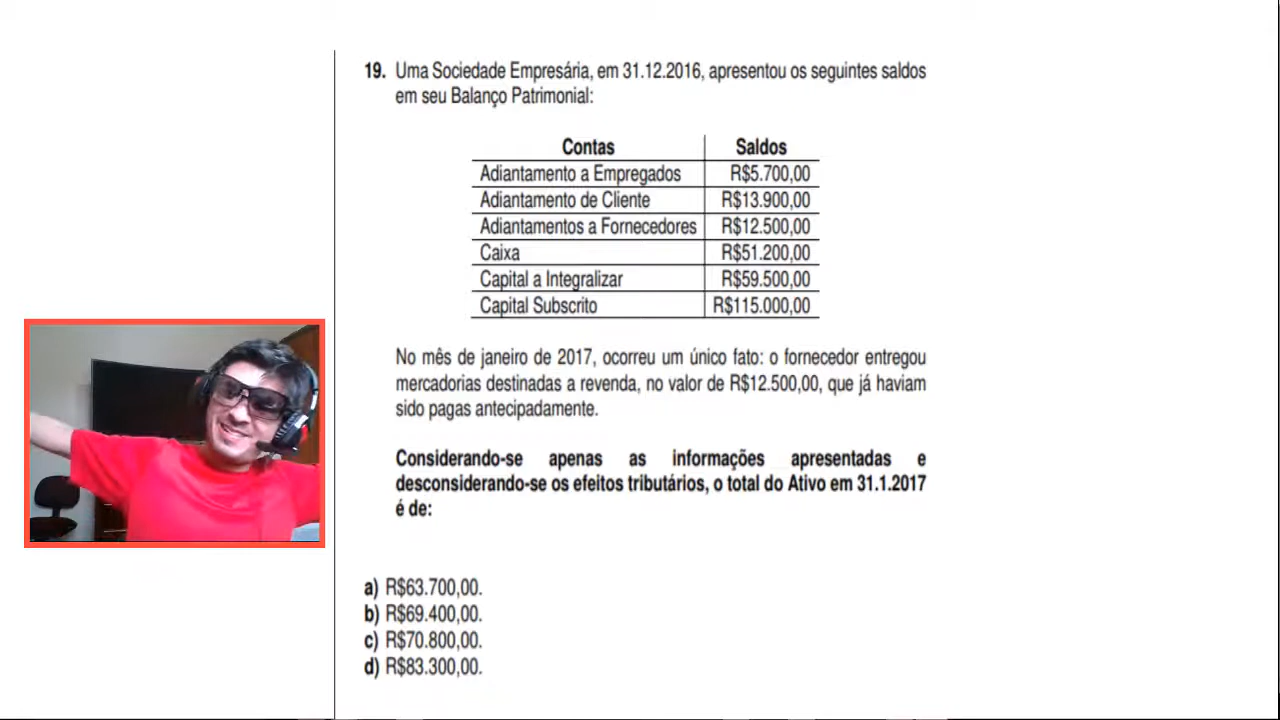 19. Uma Sociedade Empresária, em 31.12.2016, apresentou os seguintes saldos
em seu Balanço Patrimonial:
Contas Saldos
Adiantamento a Empregados R$5.700,00
Adiantamento de Cliente R$13.900,00
Adiantamentos a Fornecedores R$12.500,00
Caixa R$51.200,00
Capital a Integralizar R$59.500,00
Capital Subscrito R$115.000,00
No mês de janeiro de 2017, ocorreu um único fato: o fornecedor entregou
mercadorias destinadas a revenda, no valor de R$12.500,00, que já haviam
sido pagas antecipadamente.
Considerando-se apenas as informações apresentadas e
desconsiderando-se os efeitos tributários, o total do Ativo em 31.1.2017
é de:
a) R$63.700,00.
b) R$69.400,00.
c) R$70.800,00.
d) R$83.300,00.